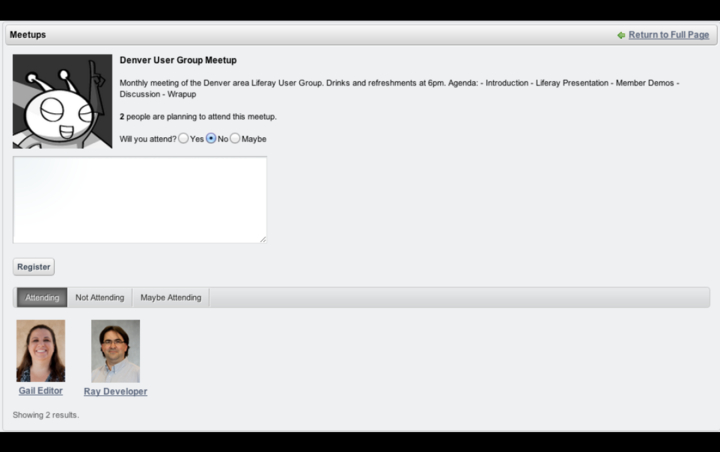 Meetups
Return to Full Page
Denver User Group Meetup
Monthly meeting of the Denver area Liferay User Group. Drinks and refreshments at 6pm. Agenda: - Introduction - Liferay Presentation - Member Demos -
Discussion - Wrapup
2 people are planning to attend this meetup.
Will you attend? Yes No Maybe
Register
Attending Not Attending Maybe Attending
Gail Editor Ray Developer
Showing 2 results.